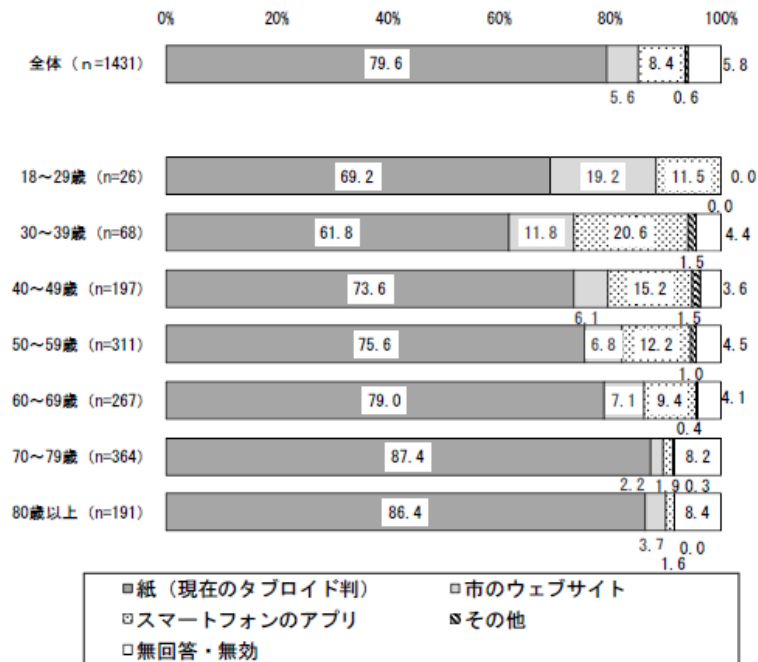 0% 20% 40% 60% 80% 100%
全体（ｎ=1431） 79.6 8.4 5.8
5.6 0.6
18～29歳（n=26） 69.2 19.2 11.5 0.0
0.0
30～39歳（n=68） 61.8 11.8 20.6 4.4
1.5
40～49歳（n=197） 73.6 15.2 3.6
6.1 1.5
50～59歳（n=311） 75.6 6.8 12.2 4.5
1.0
60～69歳（n=267） 79.0 7.1 9.4 4.1
0.4
70～79歳（n=364） 87.4 8.2
2.2 1.9 0.3
80歳以上（n=191） 86.4 8.4
3.7 0.0
1.6
紙（現在のタブロイド判） 市のウェブサイト
スマートフォンのアプリ その他
無回答・無効